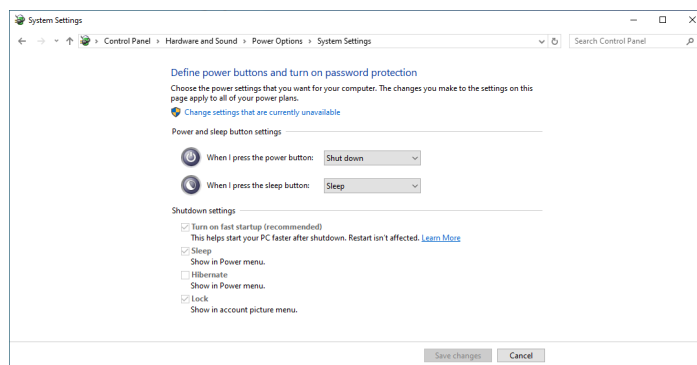 System Settings
Control Panel > Hardware and Sound > Power Options > System Settings
Search Control Panel
Define power buttons and turn on password protection
Choose the power settings that you want for your computer. The changes you make to the settings on this
page apply to all of your power plans.
Change settings that are currently unavailable
Power and sleep button settings
When I press the power button: Shut down
When I press the sleep button: Sleep
Shutdown settings
Turn on fast startup (recommended)
This helps start your PC faster after shutdown. Restart isn't affected. Learn More
Sleep
Show in Power menu.
Hibernate
Show in Power menu.
Lock
Show in account picture menu.
Save changes Cancel